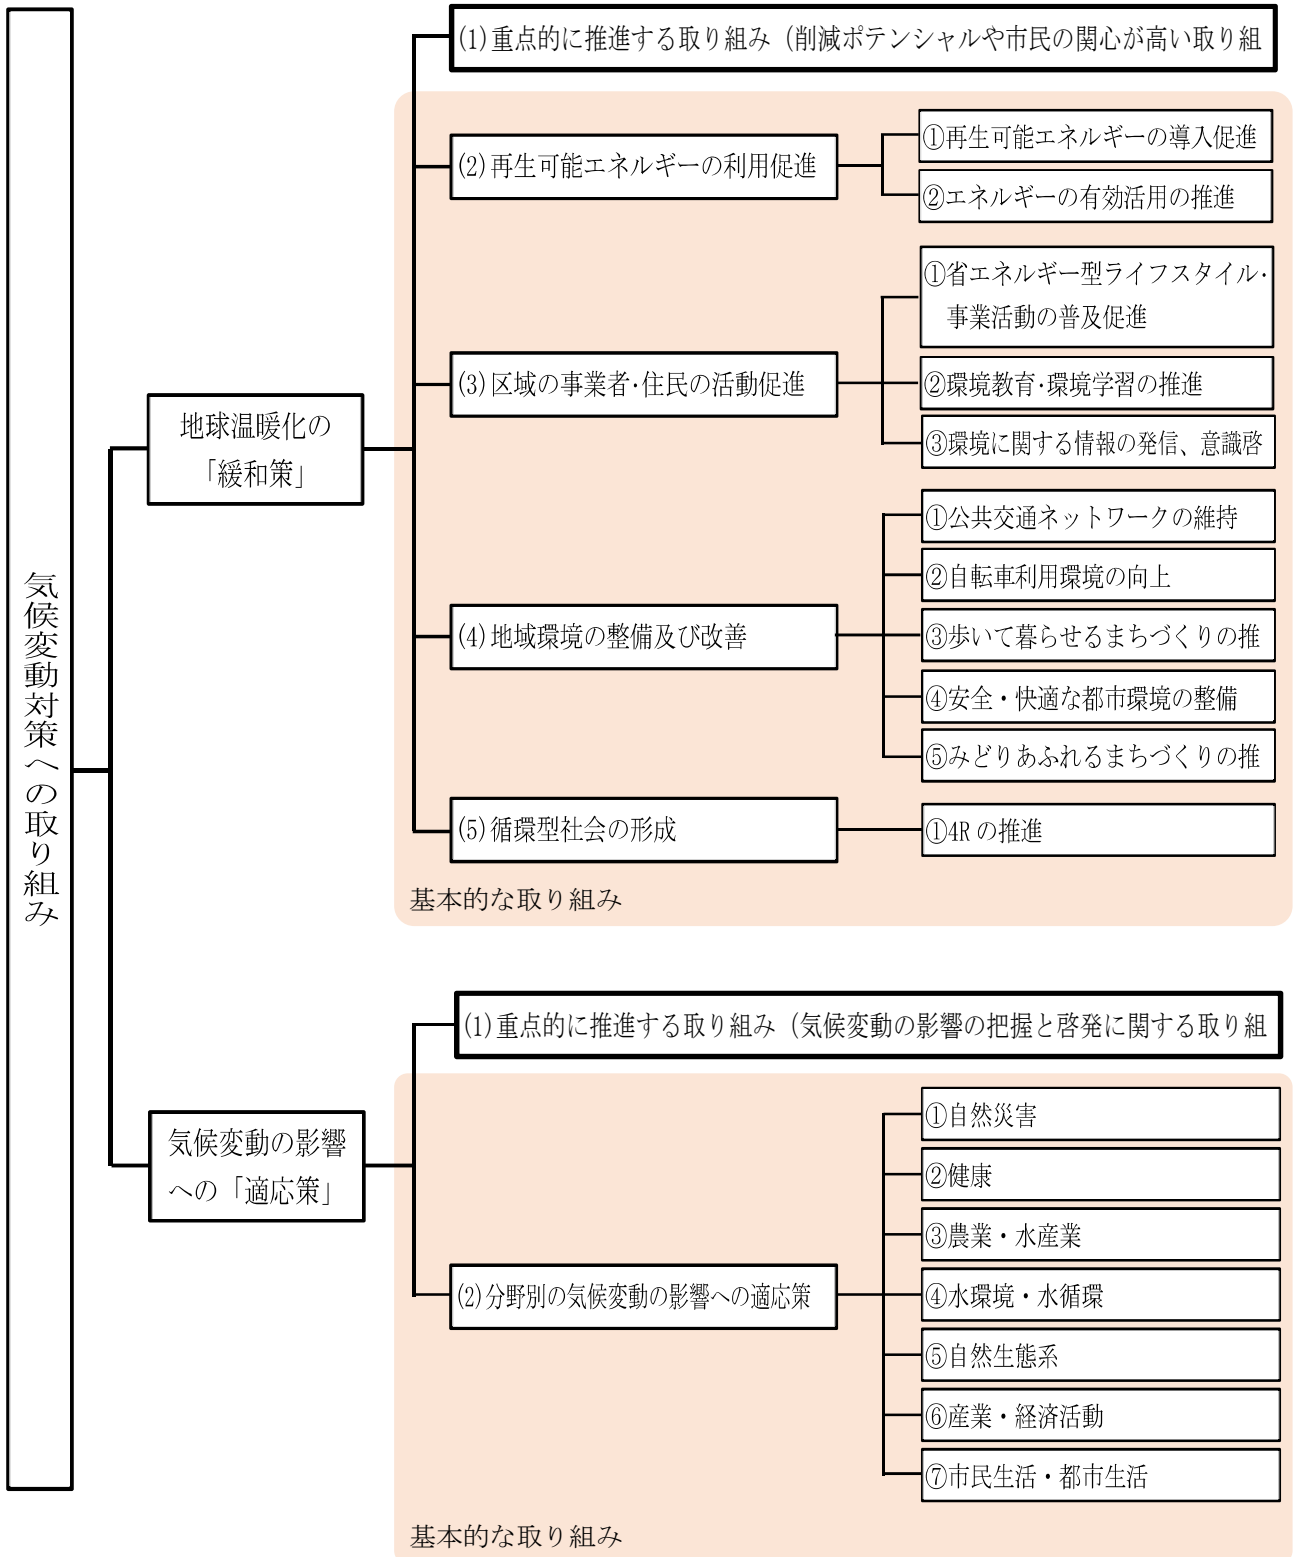 気候変動対策への取り組み
地球温暖化の
「緩和策」
(1)重点的に推進する取り組み（削減ポテンシャルや市民の関心が高い取り組
(2)再生可能エネルギーの利用促進
①再生可能エネルギーの導入促進
②エネルギーの有効活用の推進
(3)区域の事業者・住民の活動促進
①省エネルギー型ライフスタイル・
事業活動の普及促進
②環境教育・環境学習の推進
③環境に関する情報の発信、意識啓
(4)地域環境の整備及び改善
①公共交通ネットワークの維持
②自転車利用環境の向上
③歩いて暮らせるまちづくりの推
④安全・快適な都市環境の整備
⑤みどりあふれるまちづくりの推
(5)循環型社会の形成
①4Rの推進
基本的な取り組み
気候変動の影響
への「適応策」
(1)重点的に推進する取り組み（気候変動の影響の把握と啓発に関する取り組
(2)分野別の気候変動の影響への適応策
①自然災害
②健康
③農業・水産業
④水環境・水循環
⑤自然生態系
⑥産業・経済活動
⑦市民生活・都市生活
基本的な取り組み